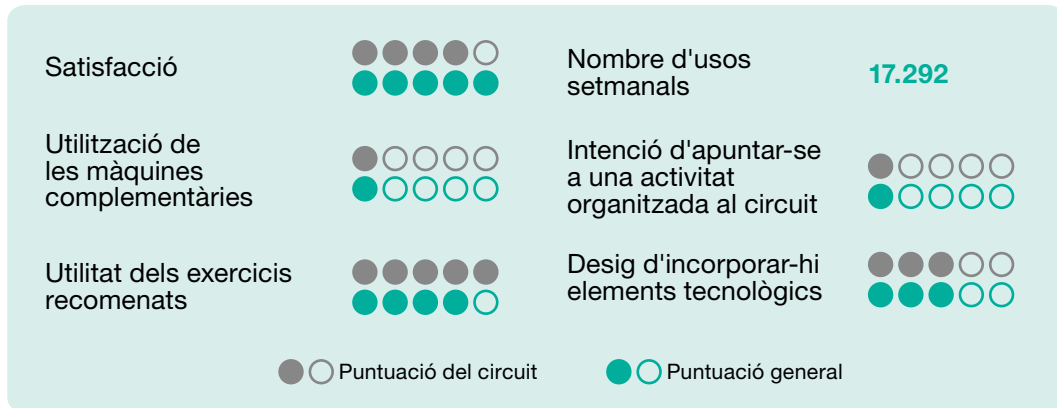 Satisfacció
Nombre d'usos
setmanals
17.292
Utilització de
les màquines
complementàries
Intenció d'apuntar-se
a una activitat
organitzada al circuit
Utilitat dels exercicis
recomenats
Desig d'incorporar-hi
elements tecnològics
Puntuació del circuit
Puntuació general